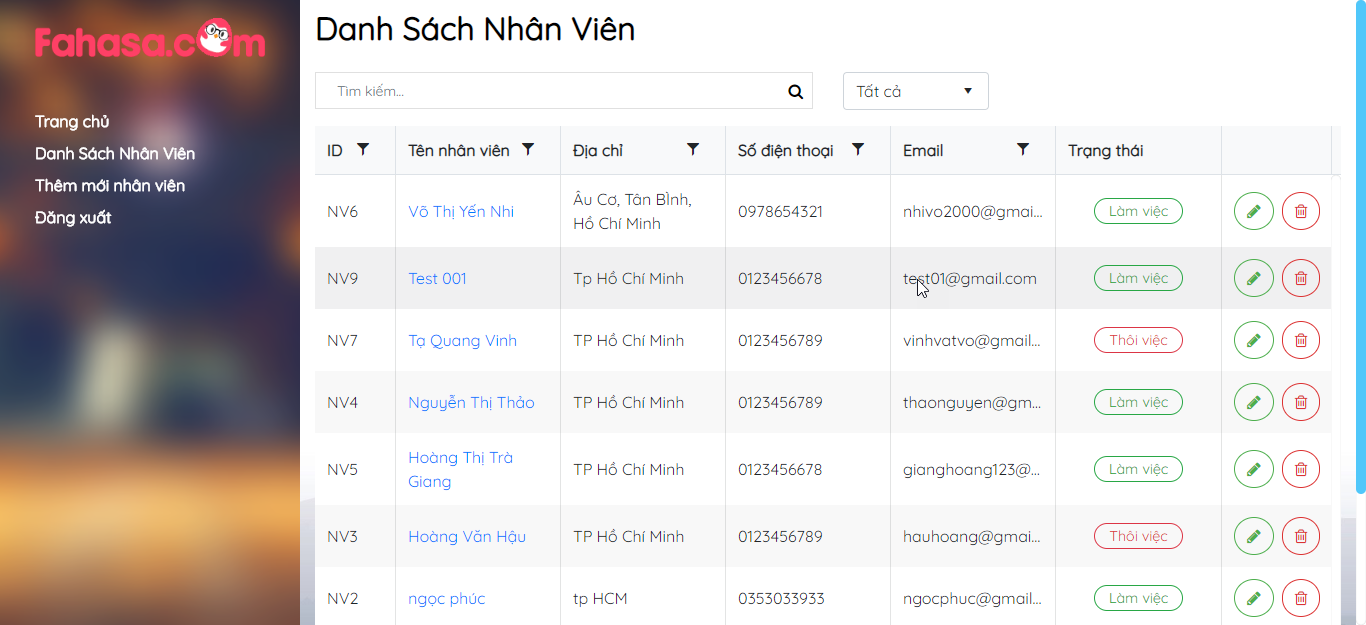 Fahasa.com
Trang chủ
Danh Sách Nhân Viên
Thêm mới nhân viên
Đăng xuất
Danh Sách Nhân Viên
Tìm kiếm...
Tất cả
ID Tên nhân viên Địa chỉ Số điện thoại Email Trạng thái
NV6 Võ Thị Yến Nhi Âu Cơ, Tân BÌnh, Hồ Chí Minh 0978654321 nhivo2000@gmai... Làm việc
NV9 Test 001 Tp Hồ Chí Minh 0123456678 test01@gmail.com Làm việc
NV7 Tạ Quang Vinh TP Hồ Chí Minh 0123456789 vinhvatvo@gmail... Thôi việc
NV4 Nguyễn Thị Thảo TP Hồ Chí Minh 0123456789 thaonguyen@gm... Làm việc
NV5 Hoàng Thị Trà Giang TP Hồ Chí Minh 0123456678 gianghoang123@... Làm việc
NV3 Hoàng Văn Hậu TP Hồ Chí Minh 0123456789 hauhoang@gmai... Thôi việc
NV2 ngọc phúc tp HCM 0353033933 ngocphuc@gmail... Làm việc